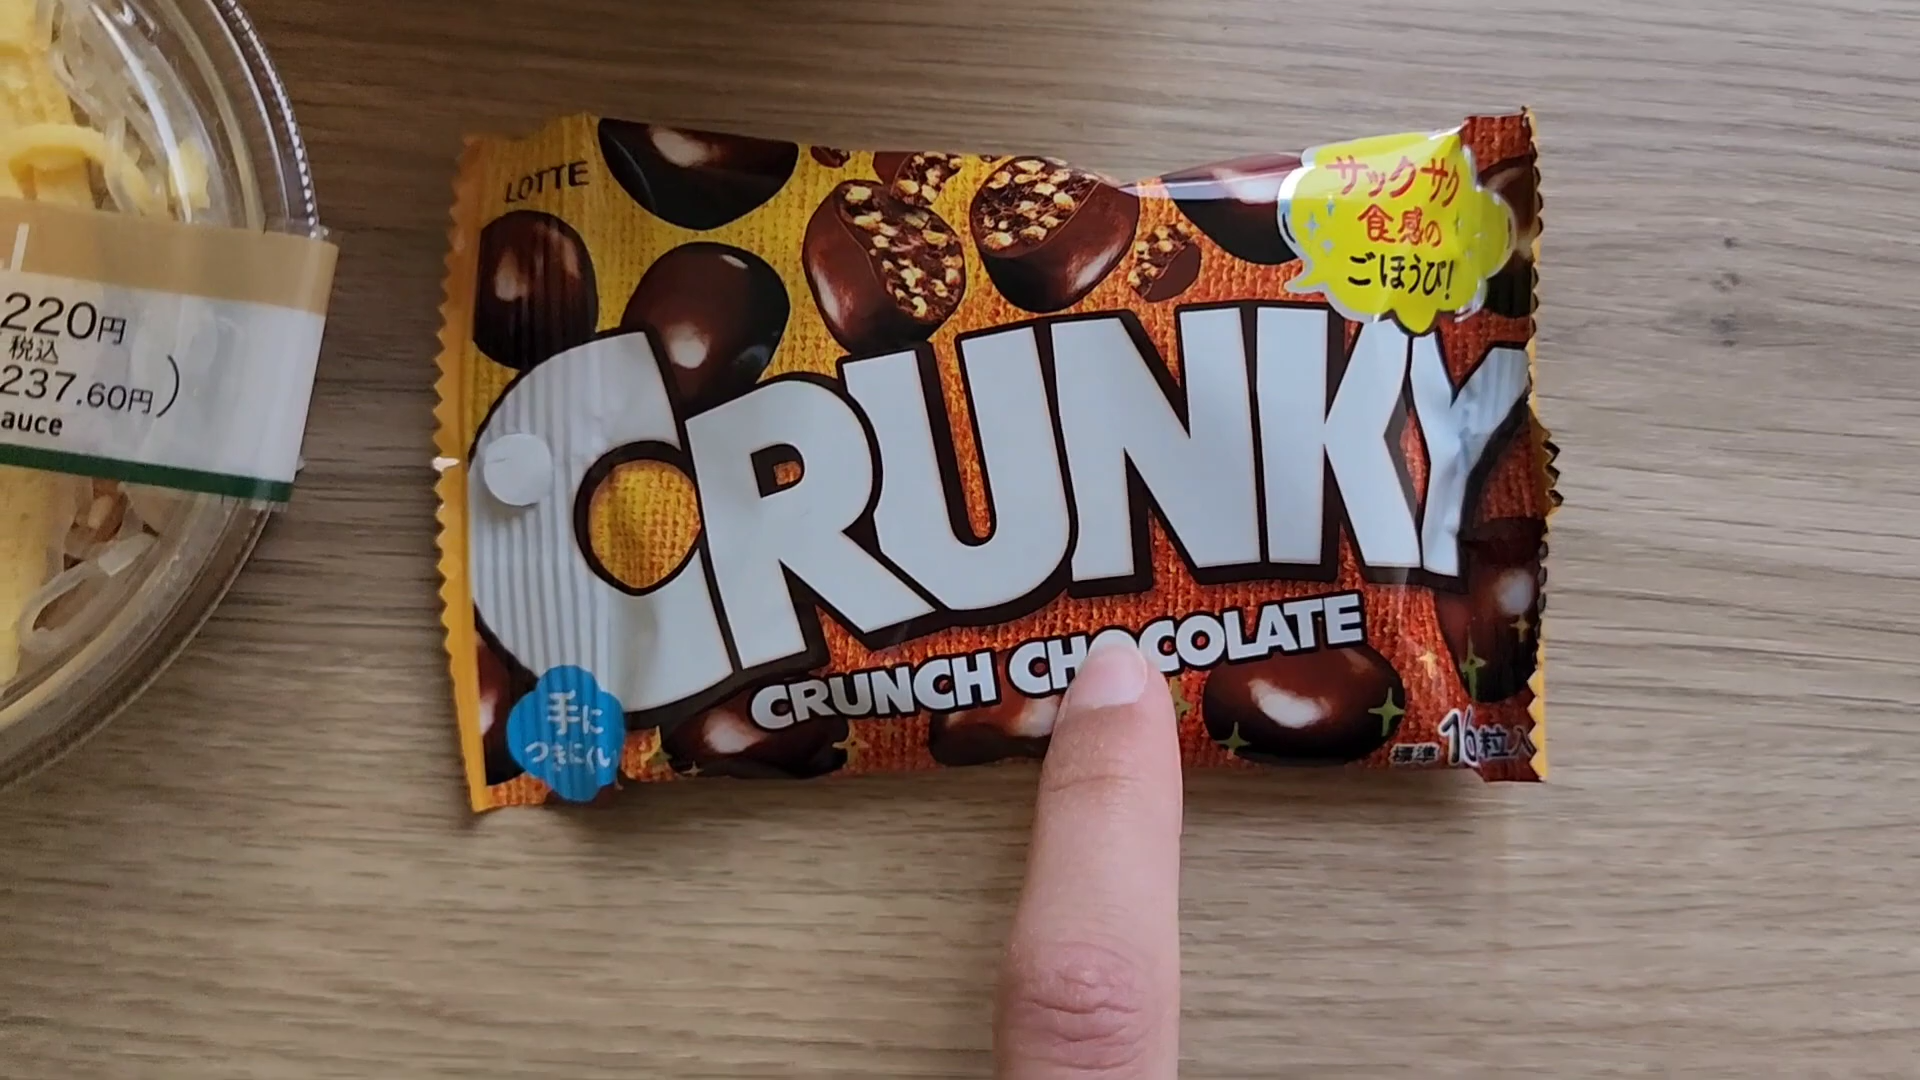 220円
税込
237.60円)
auce
LOTTE
サックサク
食感の
ごほうび!
CRUNKY
CRUNCH CHOCOLATE
手に
つきにくい
標準16粒入